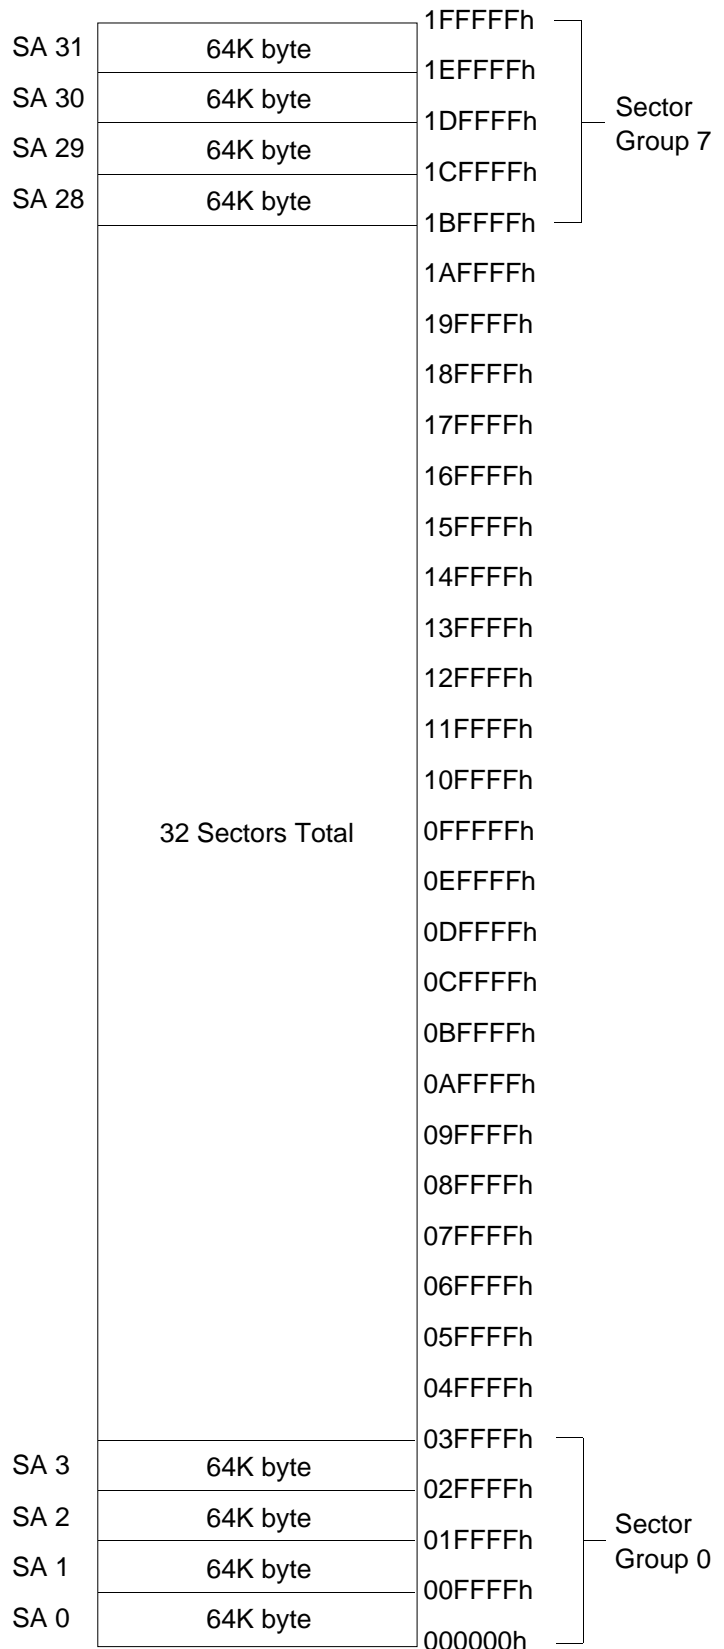 1FFFFFh
SA 31 64K byte
1EFFFFh
SA 30 64K byte
1DFFFFh
Sector
Group 7
SA 29 64K byte
1CFFFFh
SA 28 64K byte
1BFFFFh
1AFFFFh
19FFFFh
18FFFFh
17FFFFh
16FFFFh
15FFFFh
14FFFFh
13FFFFh
12FFFFh
11FFFFh
10FFFFh
32 Sectors Total 0FFFFFh
0EFFFFh
0DFFFFh
0CFFFFh
0BFFFFh
0AFFFFh
09FFFFh
08FFFFh
07FFFFh
06FFFFh
05FFFFh
04FFFFh
03FFFFh
SA 3 64K byte
02FFFFh
SA 2 64K byte
01FFFFh
Sector
Group 0
SA 1 64K byte
00FFFFh
SA 0 64K byte
000000h